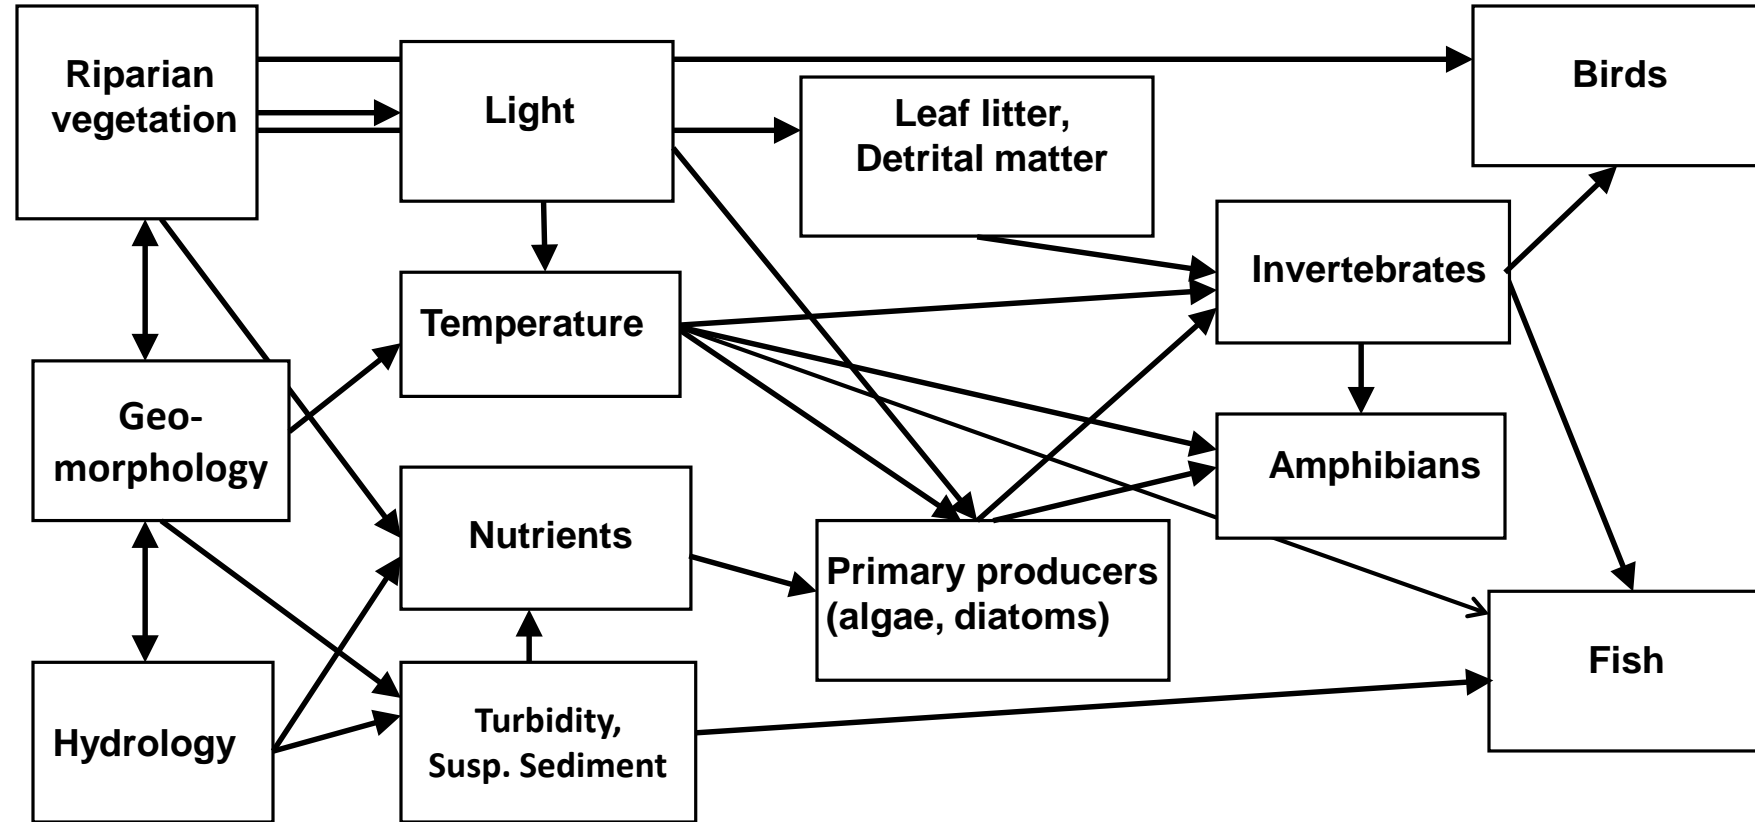 Riparian
vegetation
Light
Leaf litter,
Detrital matter
Birds
Invertebrates
Temperature
Geo-
morphology
Amphibians
Nutrients
Primary producers
(algae, diatoms)
Fish
Hydrology
Turbidity,
Susp. Sediment